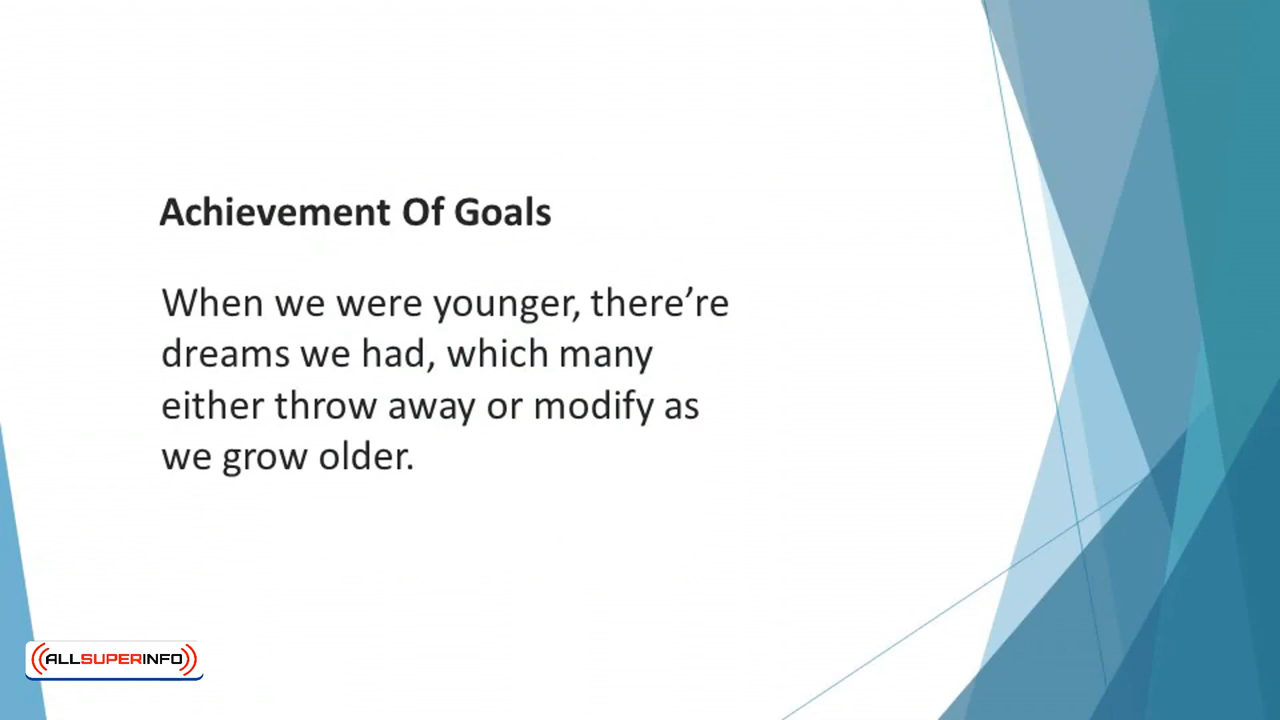 Achievement Of Goals
When we were younger, there’re
dreams we had, which many
either throw away or modify as
we grow older.
ALLSUPERINFO